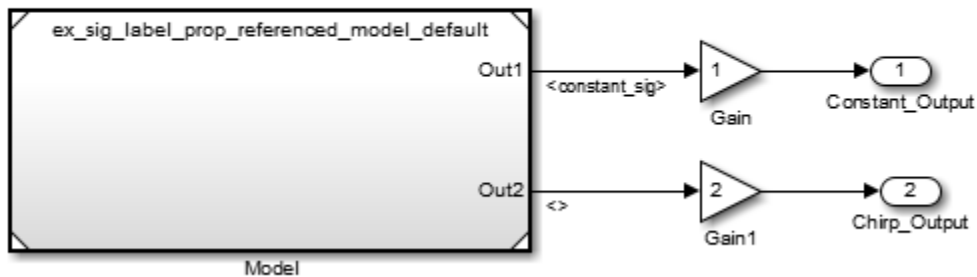 ex_sig_label_prop_referenced_model_default
Out1
<constant_sig>
1
Gain
1
Constant_Output
Out2
<>
2
Gain1
2
Chirp_Output
Model